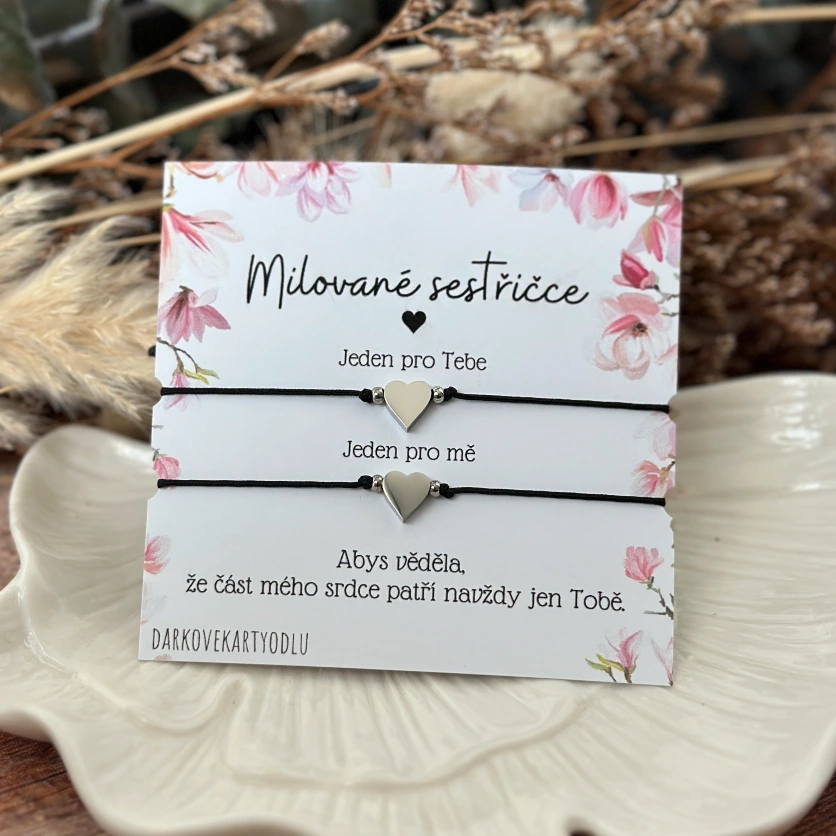 Milované sestřičce
Jeden pro Tebe
Jeden pro mě
Abys věděla,
že část mého srdce patří navždy jen Tobě.
DARKOVEKARTYODLU